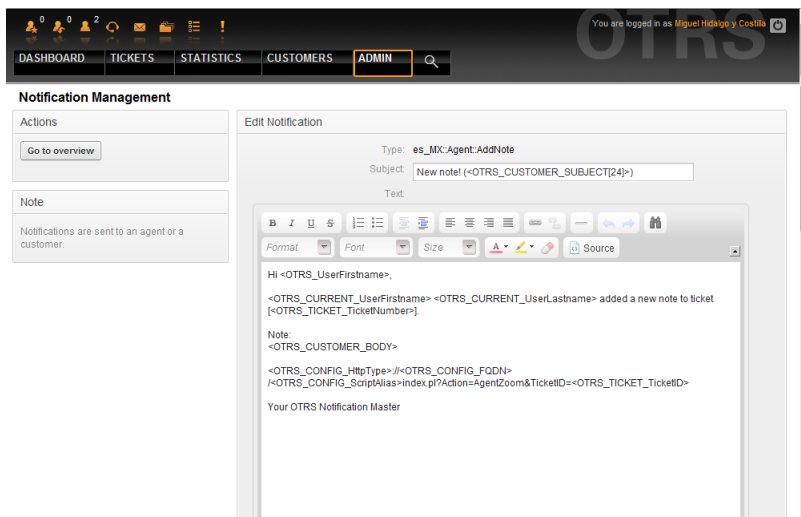 0 0 2
You are logged in as Miguel Hidalgo y Costilla
OTRS
DASHBOARD TICKETS STATISTICS CUSTOMERS ADMIN
Notification Management
Actions
Go to overview
Note
Notifications are sent to an agent or a
customer.
Edit Notification
Type: es_MX::Agent::AddNote
Subject: New note! (<OTRS_CUSTOMER_SUBJECT[24]>)
Text:
B I U S
Format Font Size A Source
Hi <OTRS_UserFirstname>,
<OTRS_CURRENT_UserFirstname> <OTRS_CURRENT_UserLastname> added a new note to ticket
[<OTRS_TICKET_TicketNumber>].
Note:
<OTRS_CUSTOMER_BODY>
<OTRS_CONFIG_HttpType>://<OTRS_CONFIG_FQDN>
/<OTRS_CONFIG_ScriptAlias>index.pl?Action=AgentZoom&TicketID=<OTRS_TICKET_TicketID>
Your OTRS Notification Master